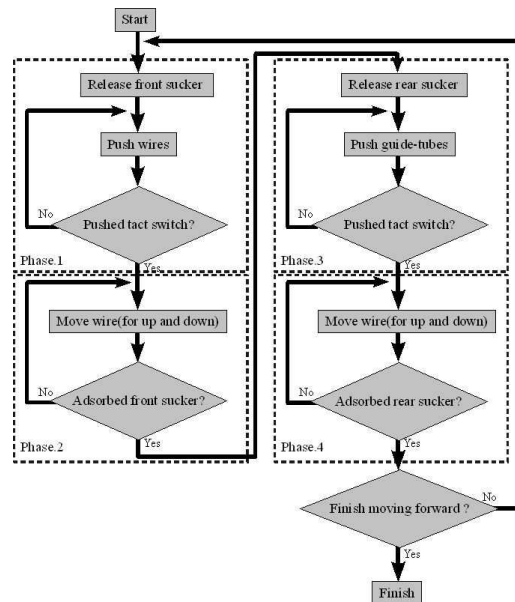 Start
Release front sucker
Push wires
Pushed tact switch?
No
Yes
Phase.1
Move wire(for up and down)
Adsorbed front sucker?
No
Yes
Phase.2
Release rear sucker
Push guide-tubes
Pushed tact switch?
No
Yes
Phase.3
Move wire(for up and down)
Adsorbed rear sucker?
No
Yes
Phase.4
Finish moving forward ?
No
Yes
Finish